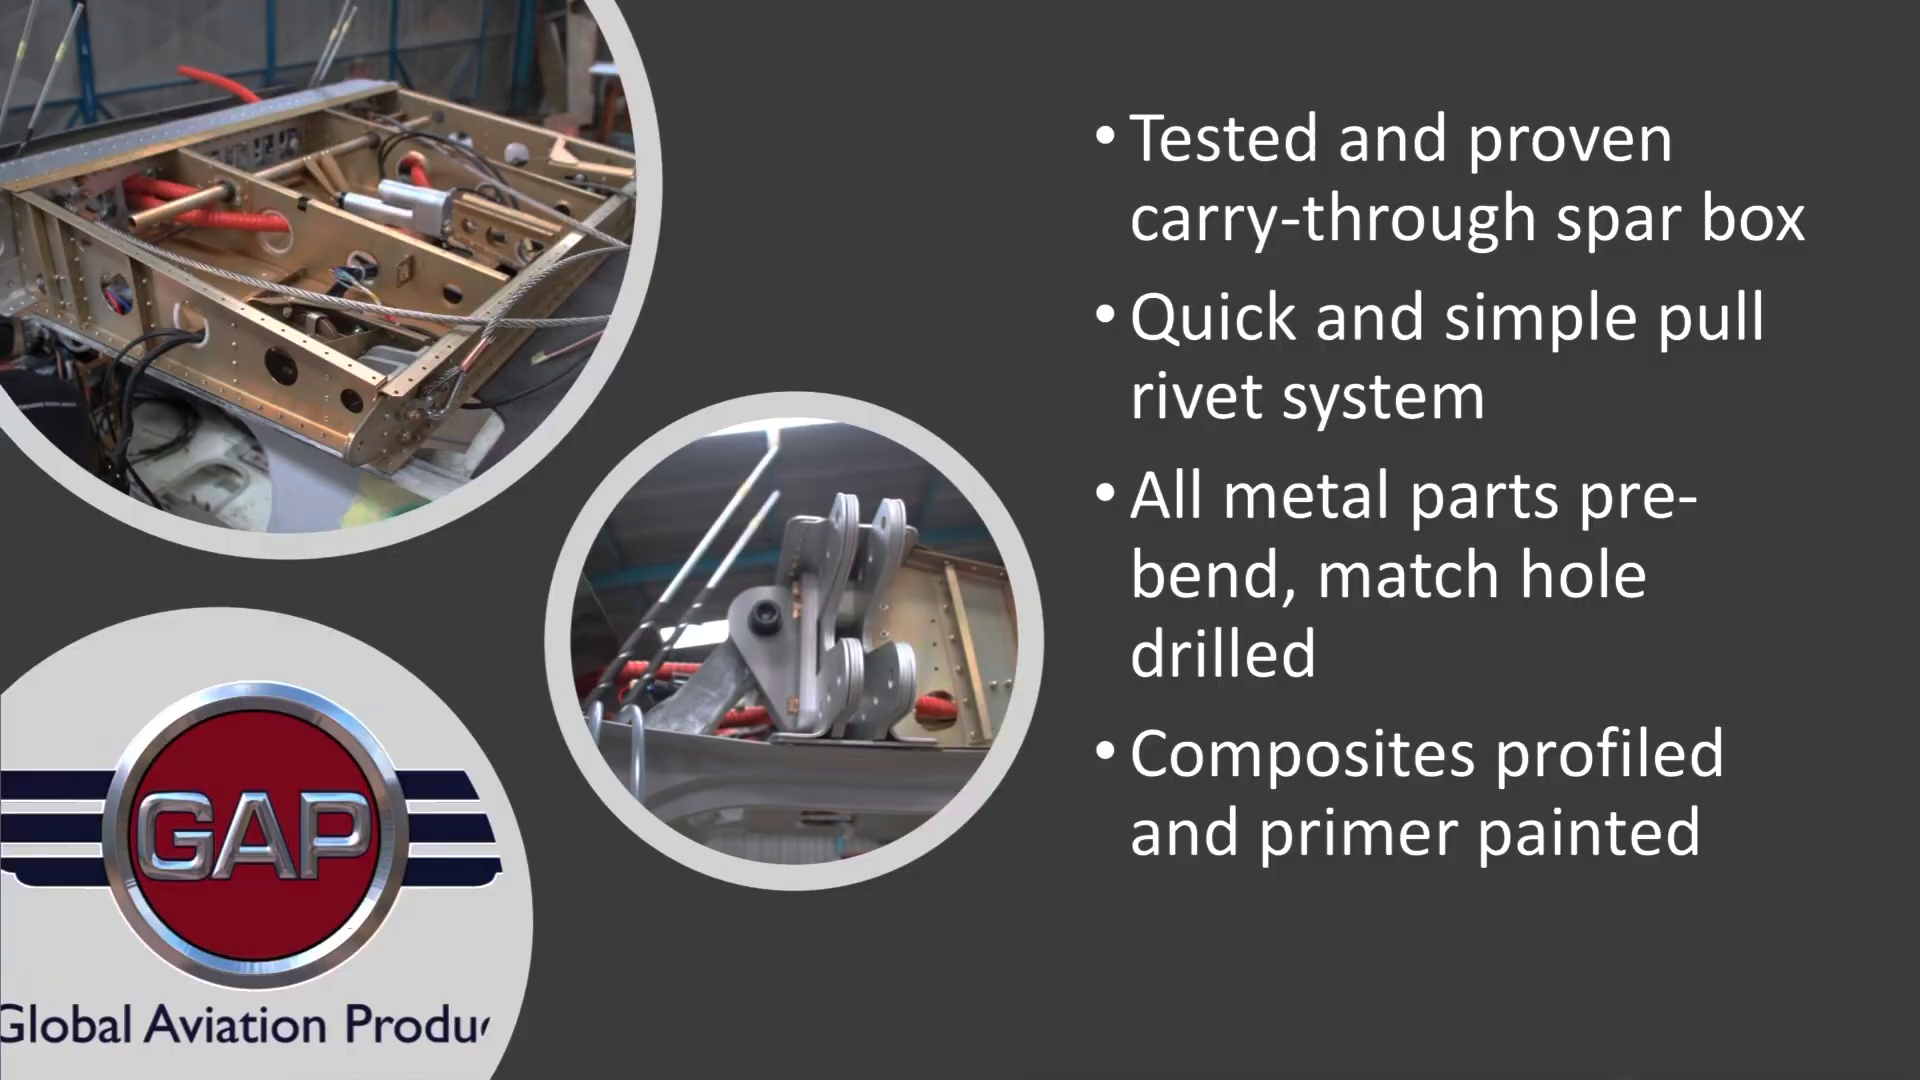 • Tested and proven
carry-through spar box
• Quick and simple pull
rivet system
• All metal parts pre-
bend, match hole
drilled
• Composites profiled
and primer painted
GAP
Global Aviation Produ